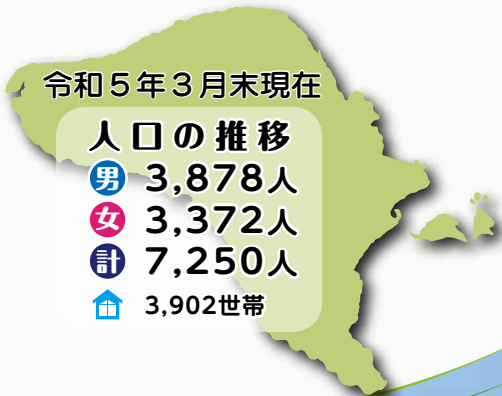 令和５年３月末現在
人口の推移
男 3,878人
女 3,372人
計 7,250人
3,902世帯